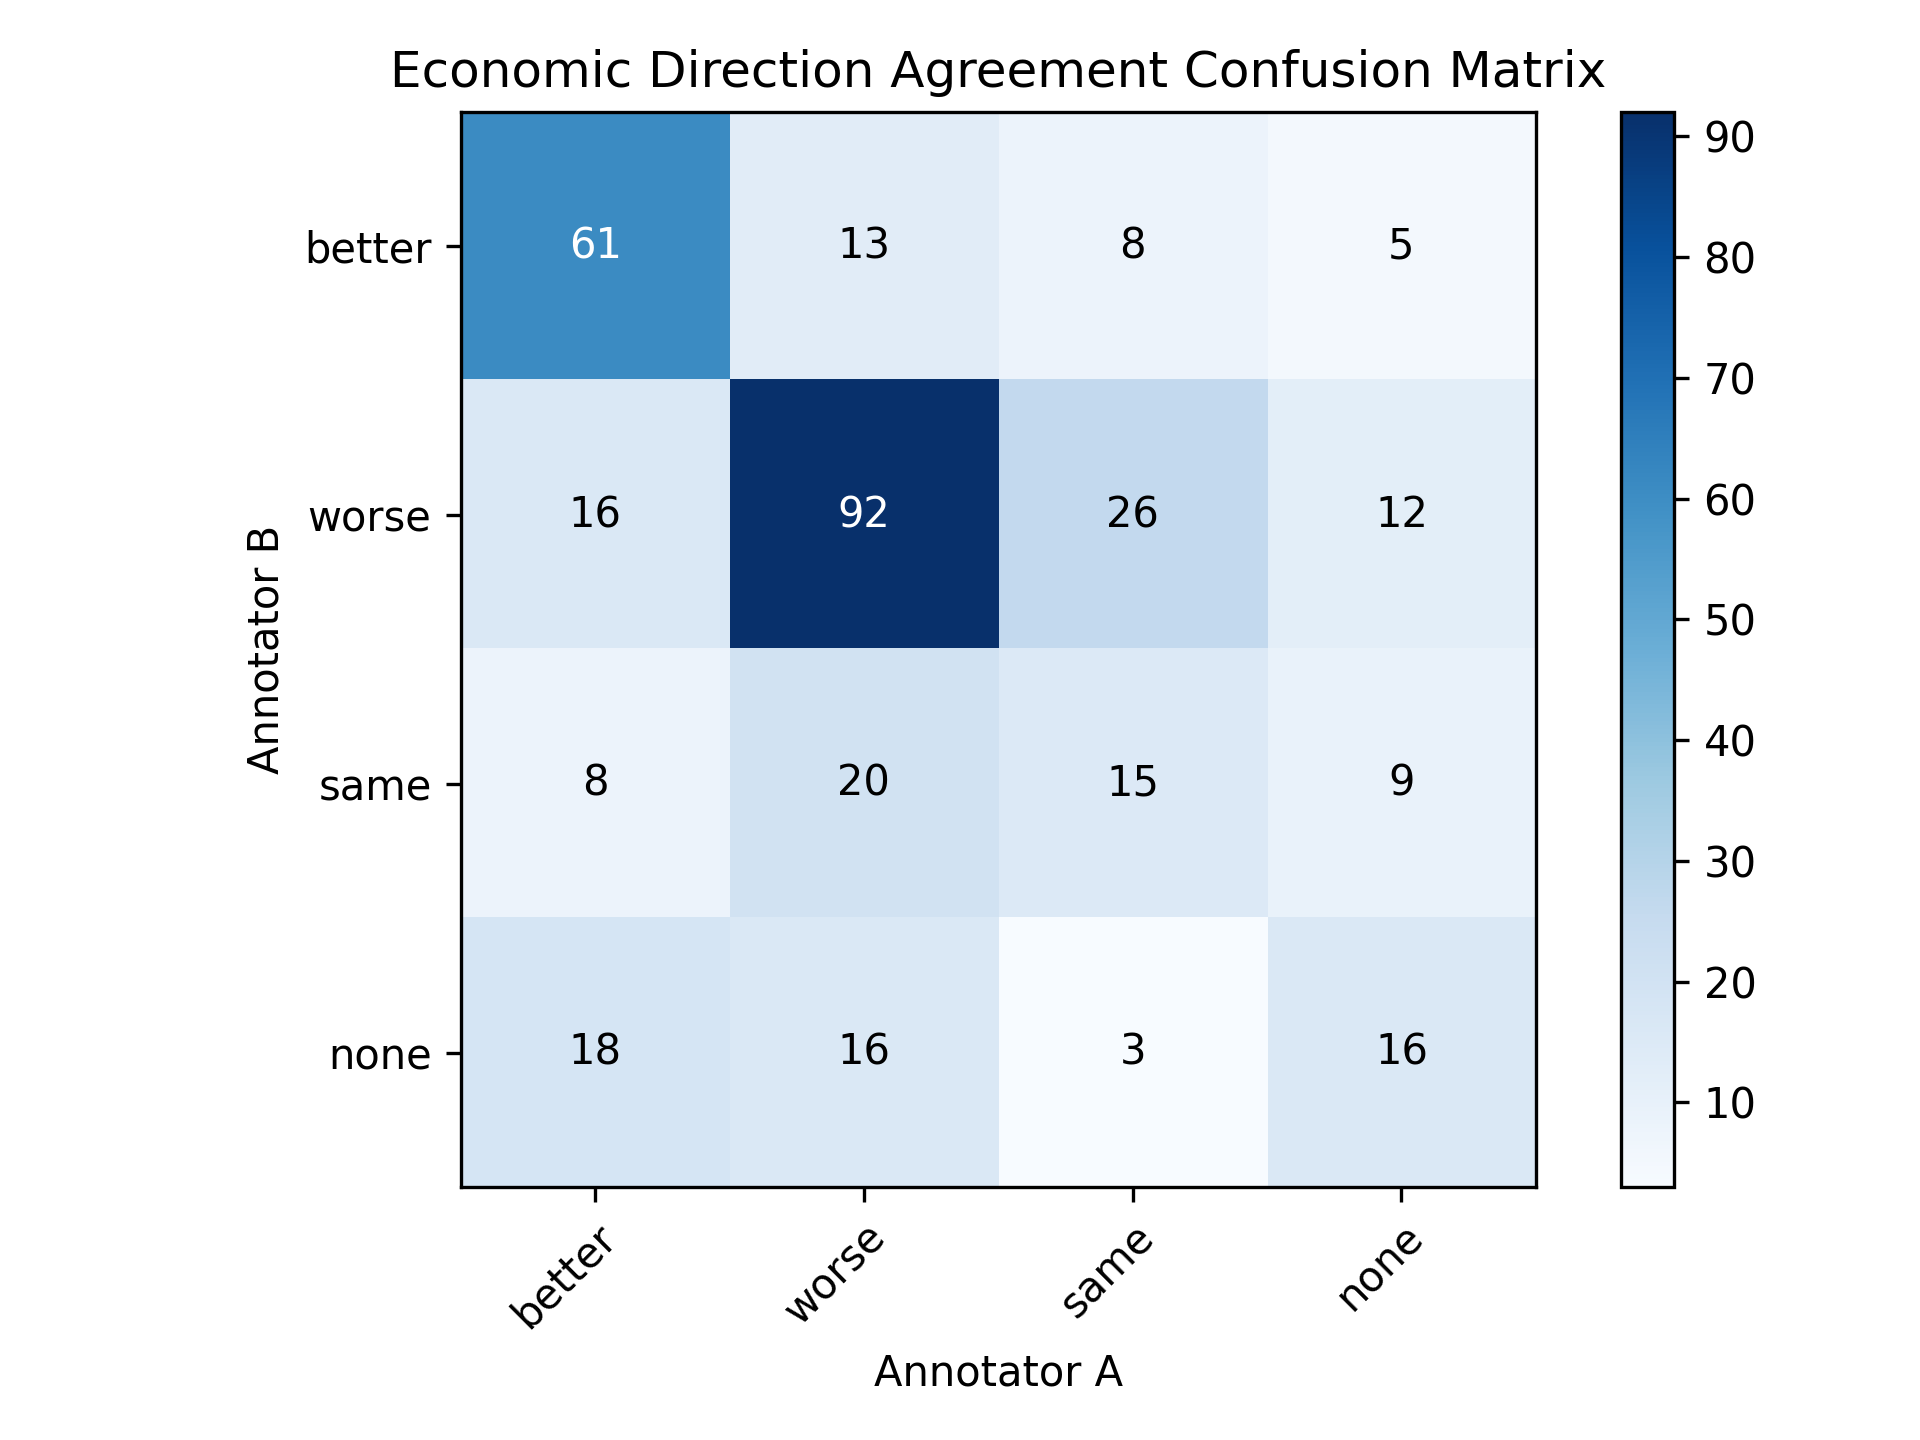 Economic Direction Agreement Confusion Matrix
Annotator B
better 61 13 8 5
worse 16 92 26 12
same 8 20 15 9
none 18 16 3 16
better worse same none
Annotator A
90
80
70
60
50
40
30
20
10